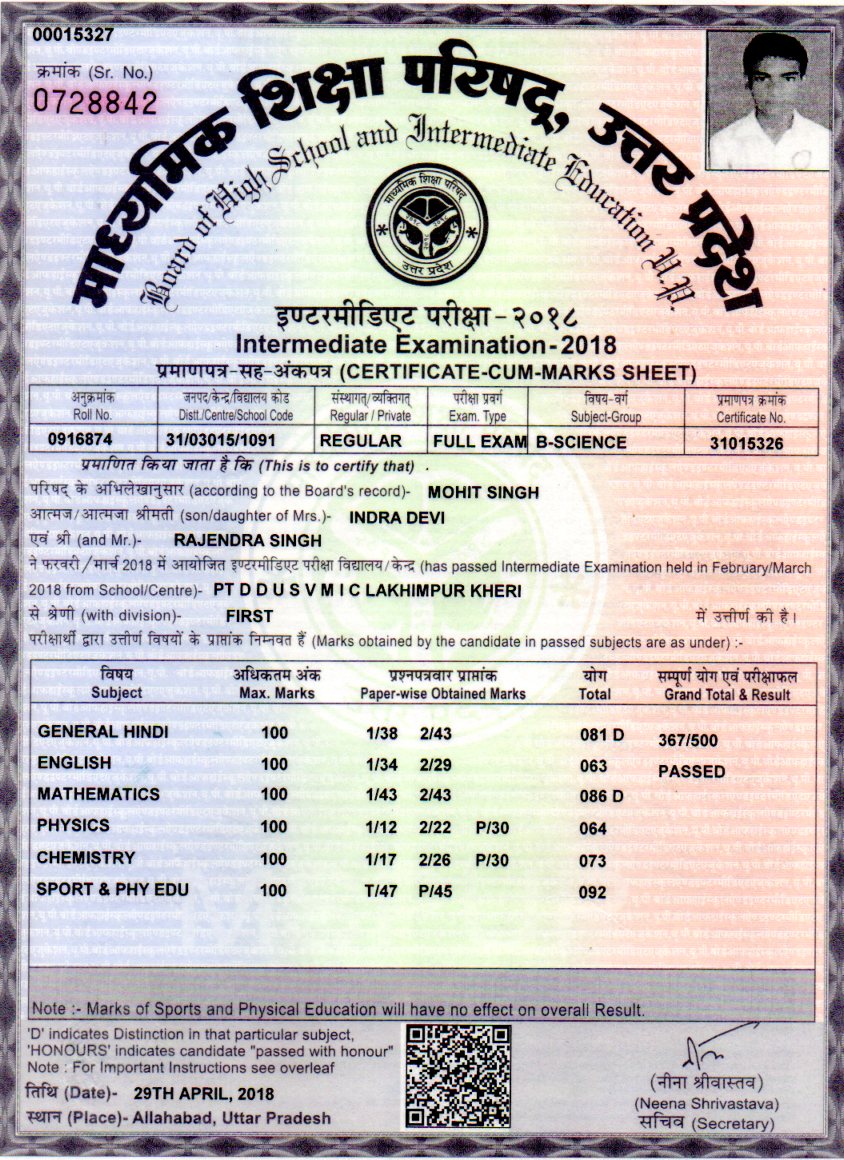 00015327
क्रमांक (Sr. No.)
0728842
माध्यमिक शिक्षा परिषद्, उत्तर प्रदेश
Board of High School and Intermediate Education U.P.
माध्यमिक शिक्षा परिषद्
उत्तर प्रदेश
इण्टरमीडिएट परीक्षा-२०१८
Intermediate Examination-2018
प्रमाणपत्र-सह-अंकपत्र (CERTIFICATE-CUM-MARKS SHEET)
अनुक्रमांक जनपद/केन्द्र/विद्यालय कोड संस्थागत्/व्यक्तिगत् परीक्षा प्रवर्ग विषय-वर्ग प्रमाणपत्र क्रमांक
Roll No. Distt./Centre/School Code Regular / Private Exam. Type Subject-Group Certificate No.
0916874 31/03015/1091 REGULAR FULL EXAM B-SCIENCE 31015326
प्रमाणित किया जाता है कि (This is to certify that) .
परिषद् के अभिलेखानुसार (according to the Board's record)- MOHIT SINGH
आत्मज/आत्मजा श्रीमती (son/daughter of Mrs.)- INDRA DEVI
एवं श्री (and Mr.)- RAJENDRA SINGH
ने फरवरी/मार्च 2018 में आयोजित इण्टरमीडिएट परीक्षा विद्यालय/केन्द्र (has passed Intermediate Examination held in February/March
2018 from School/Centre)- PT D D U S V M I C LAKHIMPUR KHERI
से श्रेणी (with division)- FIRST में उत्तीर्ण की है।
परीक्षार्थी द्वारा उत्तीर्ण विषयों के प्राप्तांक निम्नवत हैं (Marks obtained by the candidate in passed subjects are as under) :-
विषय अधिकतम अंक प्रश्नपत्रवार प्राप्तांक योग सम्पूर्ण योग एवं परीक्षाफल
Subject Max. Marks Paper-wise Obtained Marks Total Grand Total & Result
GENERAL HINDI 100 1/38 2/43 081 D 367/500
ENGLISH 100 1/34 2/29 063 PASSED
MATHEMATICS 100 1/43 2/43 086 D
PHYSICS 100 1/12 2/22 P/30 064
CHEMISTRY 100 1/17 2/26 P/30 073
SPORT & PHY EDU 100 T/47 P/45 092
Note :- Marks of Sports and Physical Education will have no effect on overall Result.
'D' indicates Distinction in that particular subject,
'HONOURS' indicates candidate "passed with honour"
Note : For Important Instructions see overleaf
तिथि (Date)- 29TH APRIL, 2018
स्थान (Place)- Allahabad, Uttar Pradesh
(नीना श्रीवास्तव)
(Neena Shrivastava)
सचिव (Secretary)